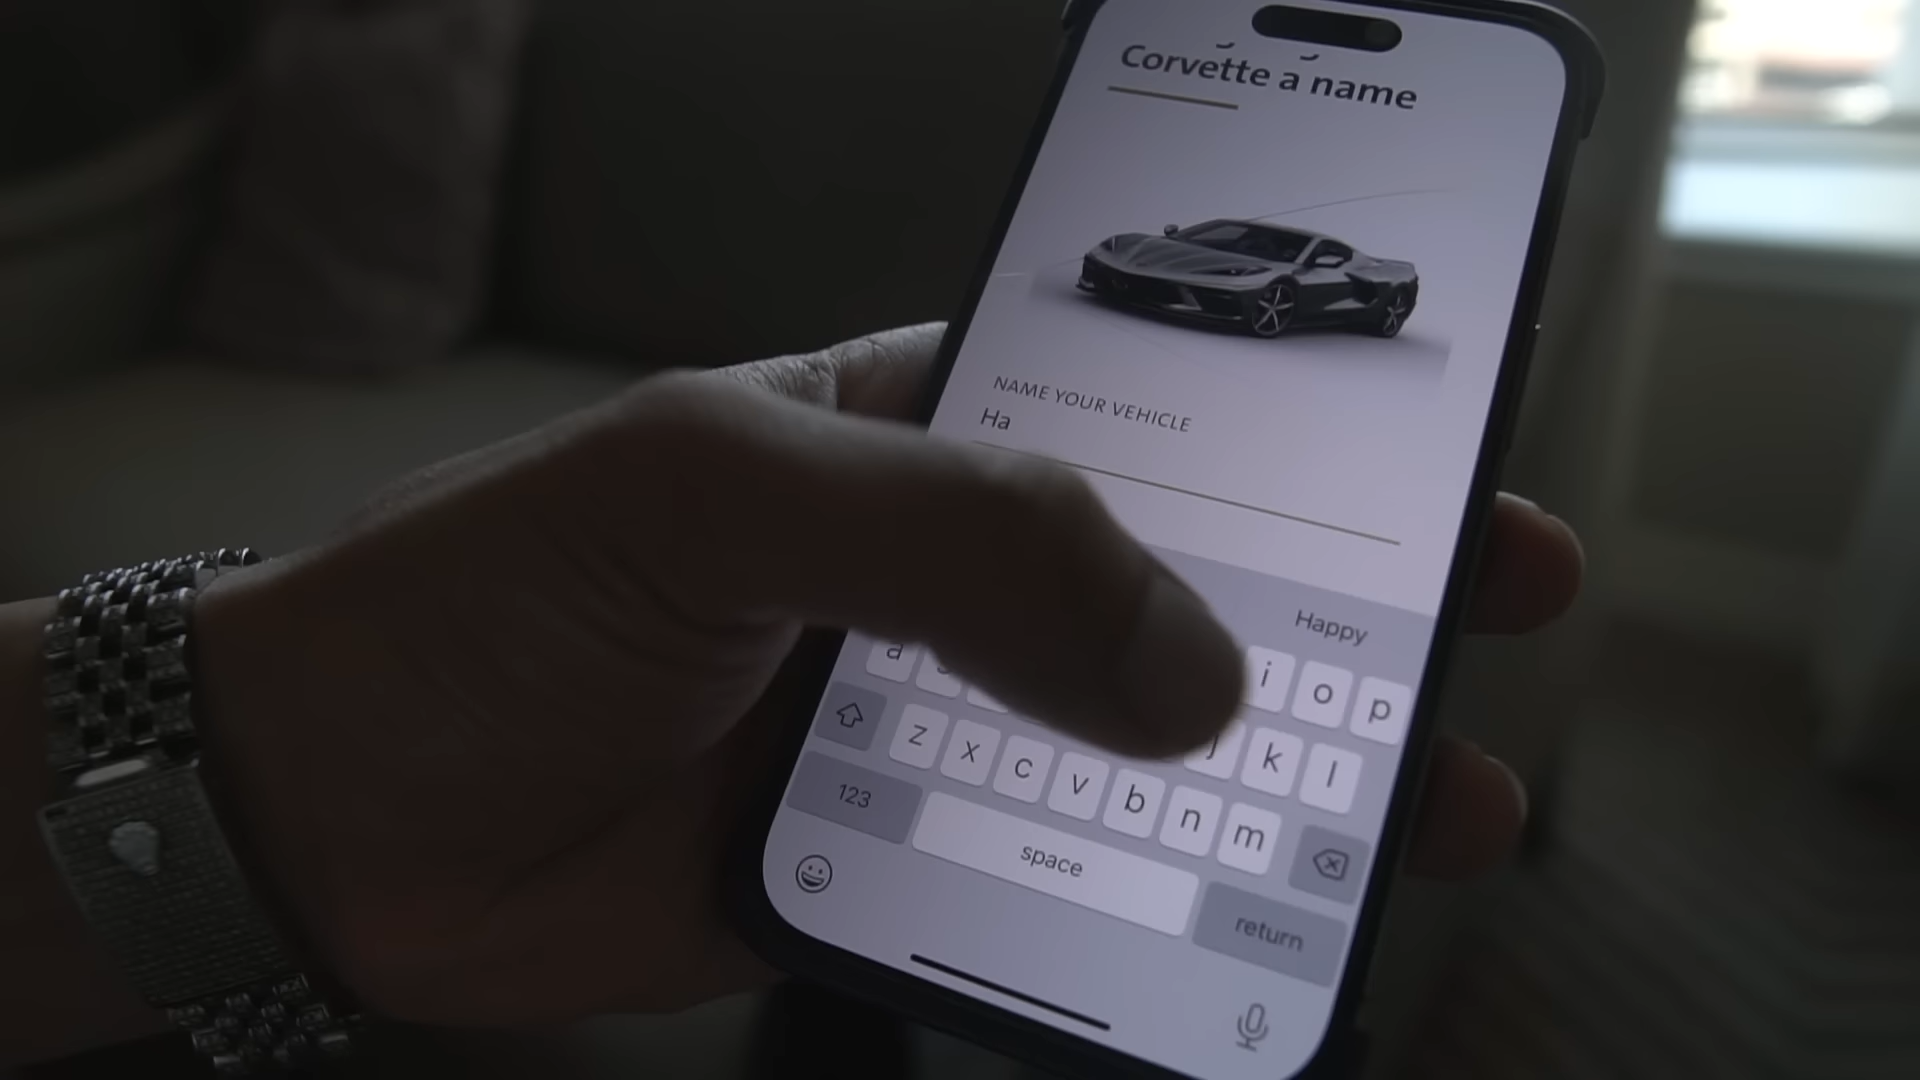 Corvette a name
NAME YOUR VEHICLE
Ha
Happy
i o p
a k l
z x c v b n m
123 space return